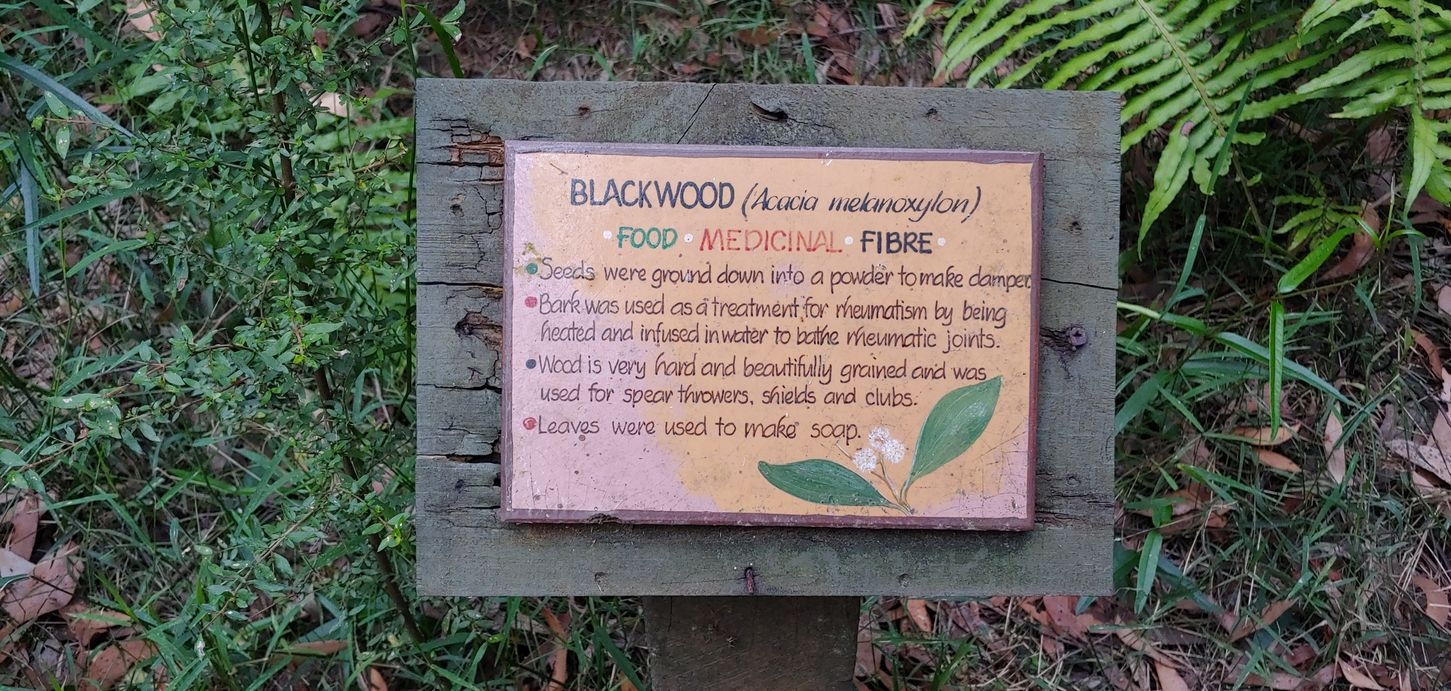 BLACKWOOD (Acacia melanoxylon)
• FOOD • MEDICINAL • FIBRE •
• Seeds were ground down into a powder to make damper
• Bark was used as a treatment for rheumatism by being
heated and infused in water to bathe rheumatic joints.
• Wood is very hard and beautifully grained and was
used for spear throwers, shields and clubs.
• Leaves were used to make soap.